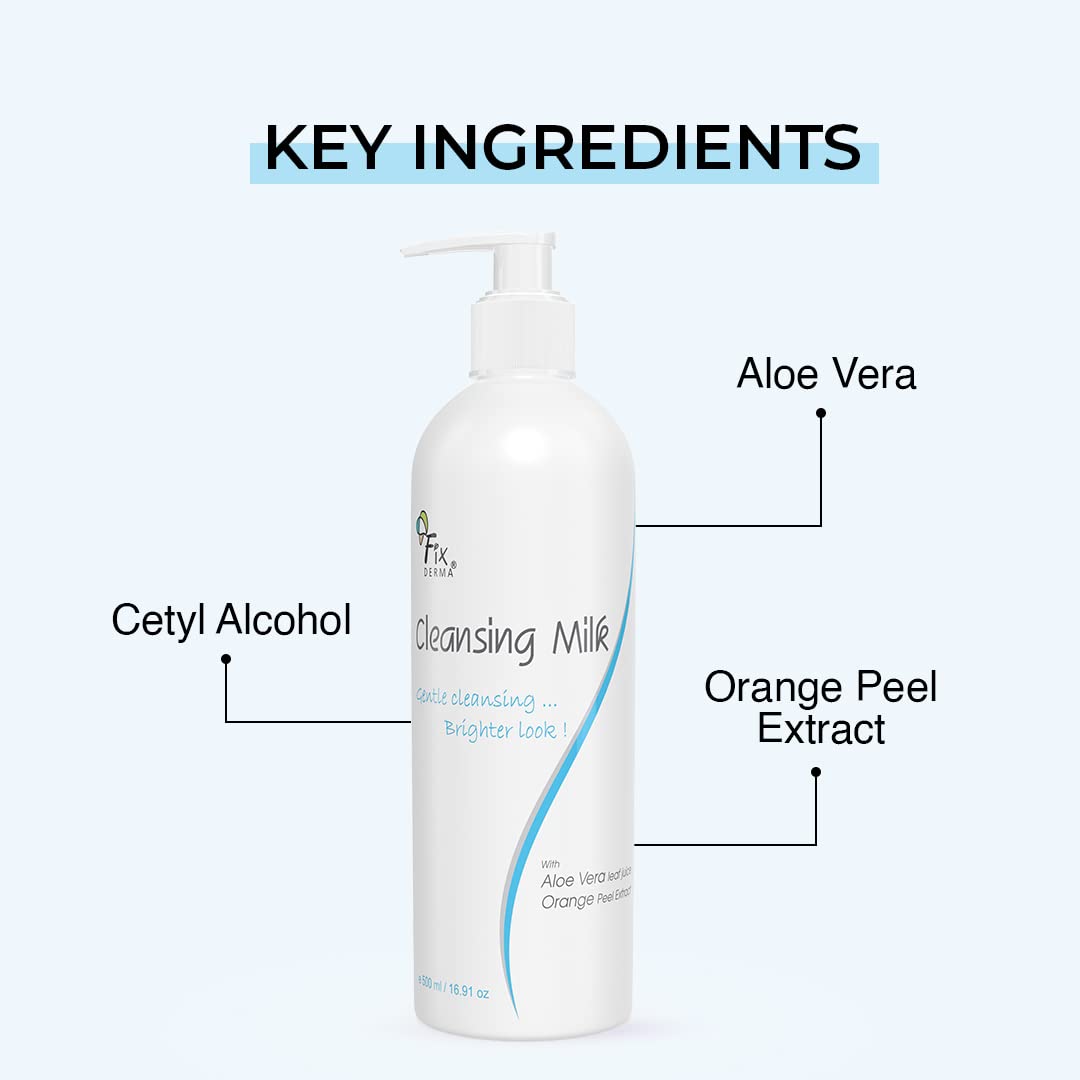 KEY INGREDIENTS
Aloe Vera
Cetyl Alcohol
Orange Peel
Extract
Fix®
DERMA
Cleansing Milk
Gentle cleansing ...
Brighter look !
With
Aloe Vera leaf juice
Orange Peel Extract
e 500 ml / 16.91 oz